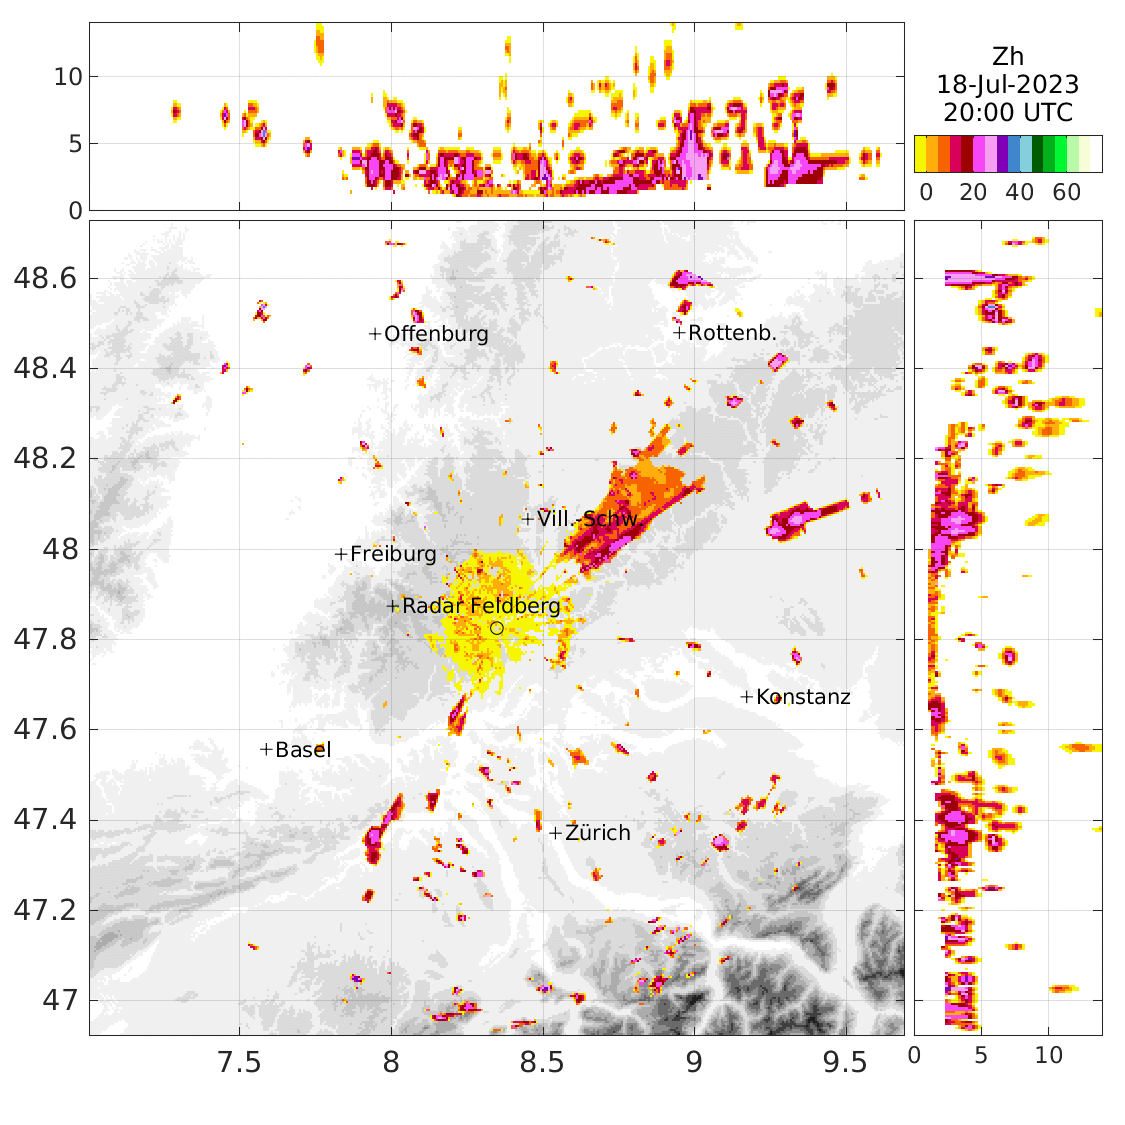 10
5
0
Zh
18-Jul-2023
20:00 UTC
0 20 40 60
48.6
48.4
48.2
48
47.8
47.6
47.4
47.2
47
+Offenburg
+Rottenb.
+Vill.-Schw.
+Freiburg
+Radar Feldberg
+Konstanz
+Basel
+Zürich
7.5 8 8.5 9 9.5
0 5 10